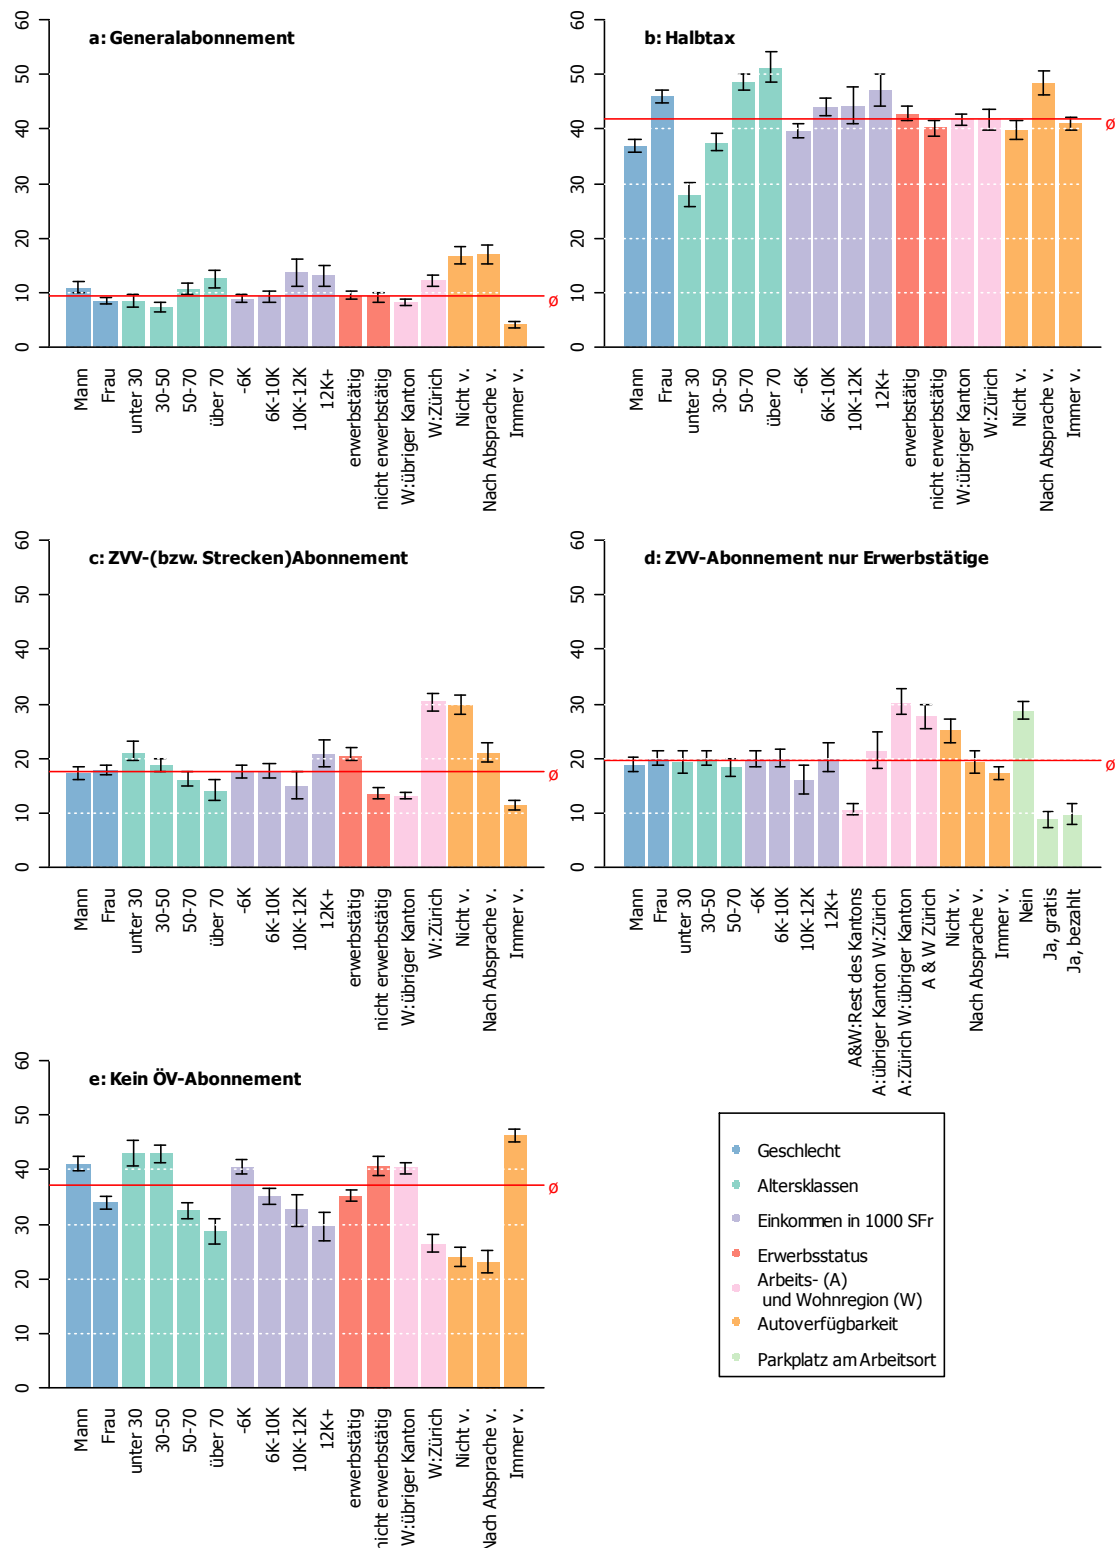 a: Generalabonnement
60
50
40
30
20
10
0
Ø
Mann
Frau
unter 30
30-50
50-70
über 70
-6K
6K-10K
10K-12K
12K+
erwerbstätig
nicht erwerbstätig
W:übriger Kanton
W:Zürich
Nicht v.
Nach Absprache v.
Immer v.
b: Halbtax
60
50
40
30
20
10
0
Ø
Mann
Frau
unter 30
30-50
50-70
über 70
-6K
6K-10K
10K-12K
12K+
erwerbstätig
nicht erwerbstätig
W:übriger Kanton
W:Zürich
Nicht v.
Nach Absprache v.
Immer v.
c: ZVV-(bzw. Strecken)Abonnement
60
50
40
30
20
10
0
Ø
Mann
Frau
unter 30
30-50
50-70
über 70
-6K
6K-10K
10K-12K
12K+
erwerbstätig
nicht erwerbstätig
W:übriger Kanton
W:Zürich
Nicht v.
Nach Absprache v.
Immer v.
d: ZVV-Abonnement nur Erwerbstätige
60
50
40
30
20
10
0
Ø
Mann
Frau
unter 30
30-50
50-70
-6K
6K-10K
10K-12K
12K+
A&W:Rest des Kantons
A:übriger Kanton W:Zürich
A:Zürich W:übriger Kanton
A & W Zürich
Nicht v.
Nach Absprache v.
Immer v.
Nein
Ja, gratis
Ja, bezahlt
e: Kein ÖV-Abonnement
60
50
40
30
20
10
0
Ø
Mann
Frau
unter 30
30-50
50-70
über 70
-6K
6K-10K
10K-12K
12K+
erwerbstätig
nicht erwerbstätig
W:übriger Kanton
W:Zürich
Nicht v.
Nach Absprache v.
Immer v.
Geschlecht
Altersklassen
Einkommen in 1000 SFr
Erwerbsstatus
Arbeits- (A)
und Wohnregion (W)
Autoverfügbarkeit
Parkplatz am Arbeitsort